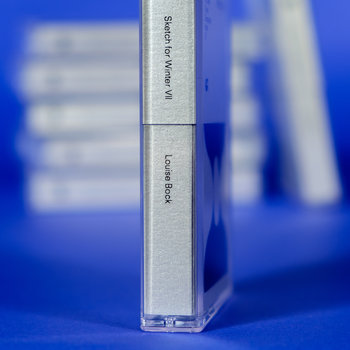 Sketch for Winter VII
Louise Bock